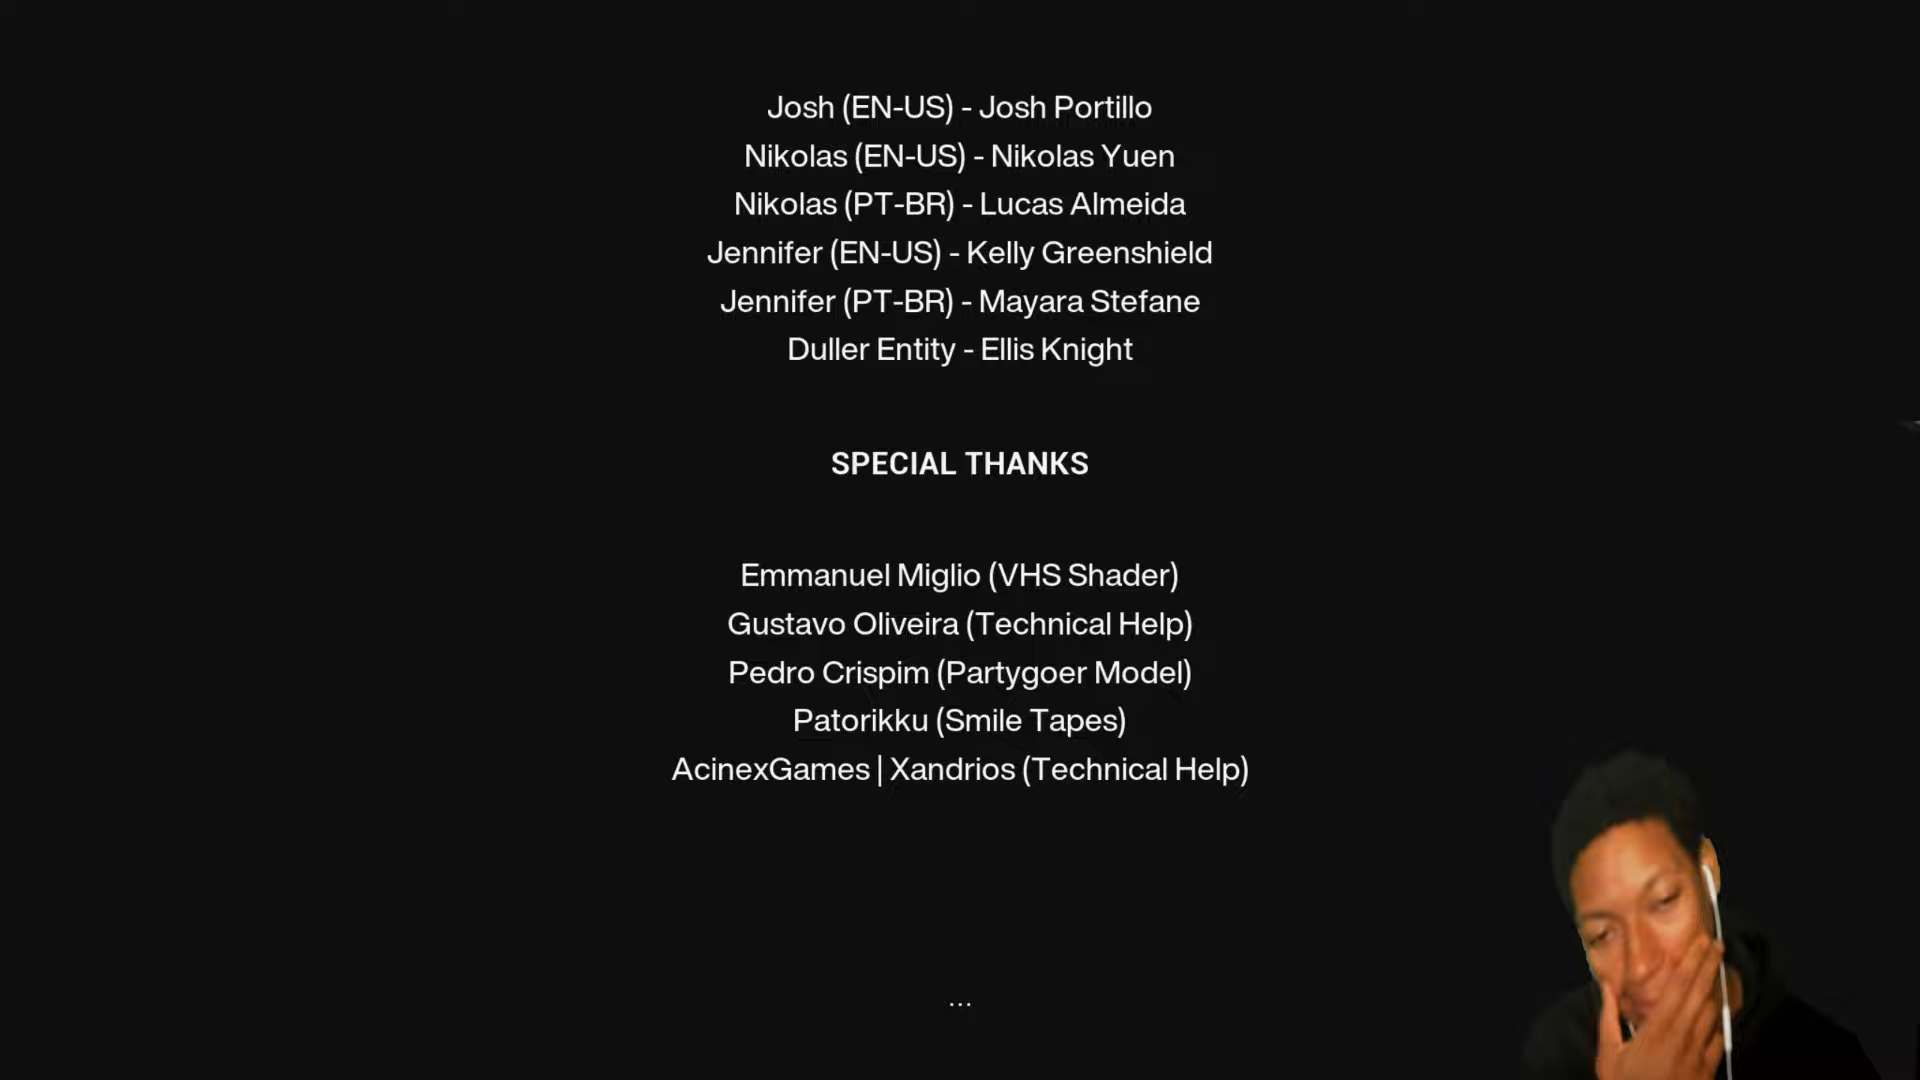 Josh (EN-US) - Josh Portillo
Nikolas (EN-US) - Nikolas Yuen
Nikolas (PT-BR) - Lucas Almeida
Jennifer (EN-US) - Kelly Greenshield
Jennifer (PT-BR) - Mayara Stefane
Duller Entity - Ellis Knight
SPECIAL THANKS
Emmanuel Miglio (VHS Shader)
Gustavo Oliveira (Technical Help)
Pedro Crispim (Partygoer Model)
Patorikku (Smile Tapes)
AcinexGames | Xandrios (Technical Help)
...